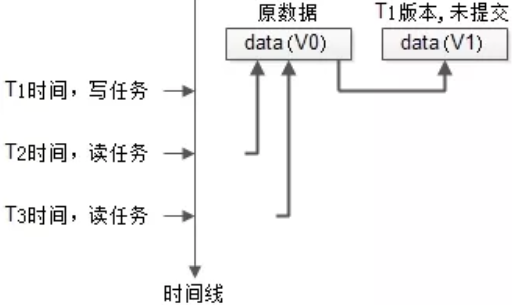 原数据
T1版本,未提交
data(V0)
data(V1)
T1时间，写任务
T2时间，读任务
T3时间，读任务
时间线